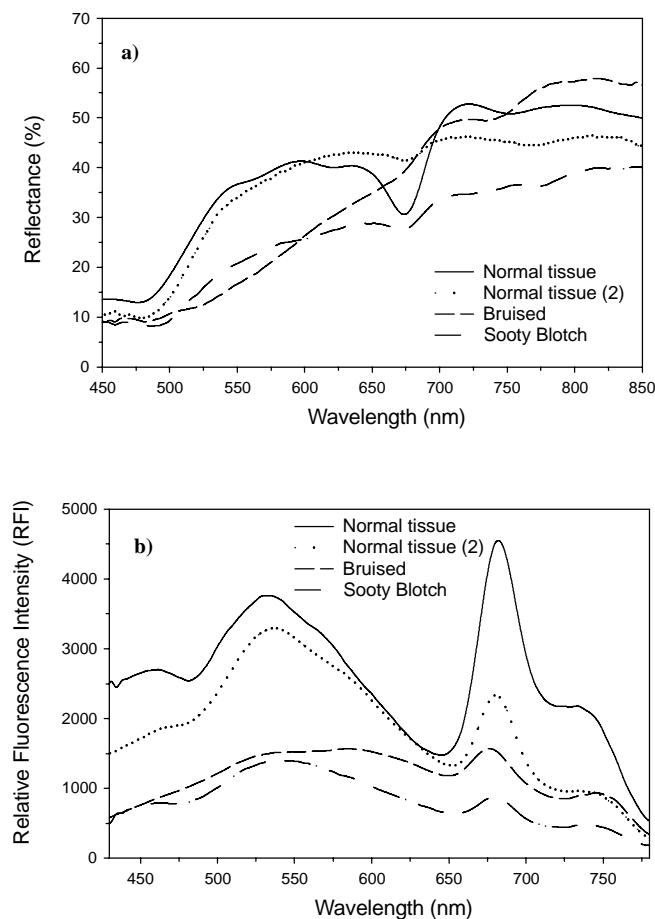 70
60
50
40
30
20
10
0
Reflectance (%)
a)
Normal tissue
Normal tissue (2)
Bruised
Sooty Blotch
450 500 550 600 650 700 750 800 850
Wavelength (nm)
5000
4000
3000
2000
1000
0
Relative Fluorescence Intensity (RFI)
b)
Normal tissue
Normal tissue (2)
Bruised
Sooty Blotch
450 500 550 600 650 700 750
Wavelength (nm)